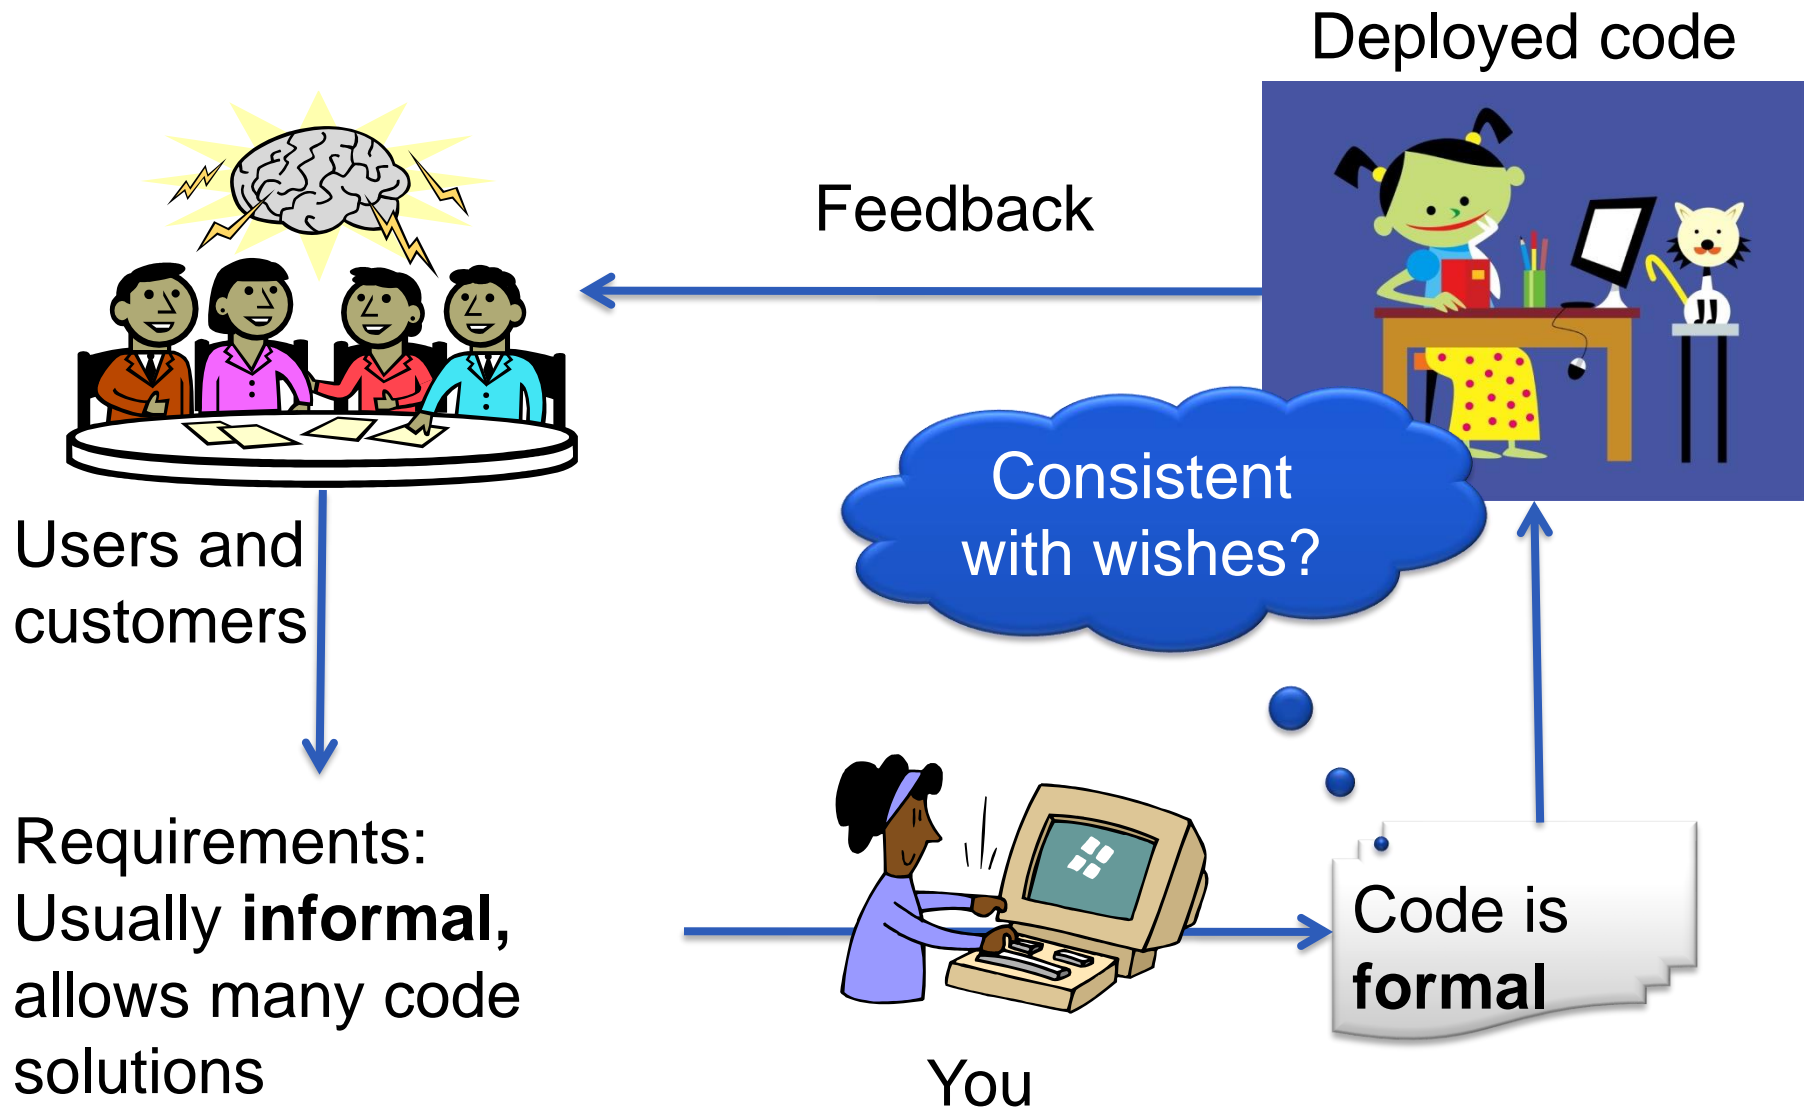 Deployed code
Feedback
Consistent
with wishes?
Users and
customers
Requirements:
Usually informal,
allows many code
solutions
You
Code is
formal